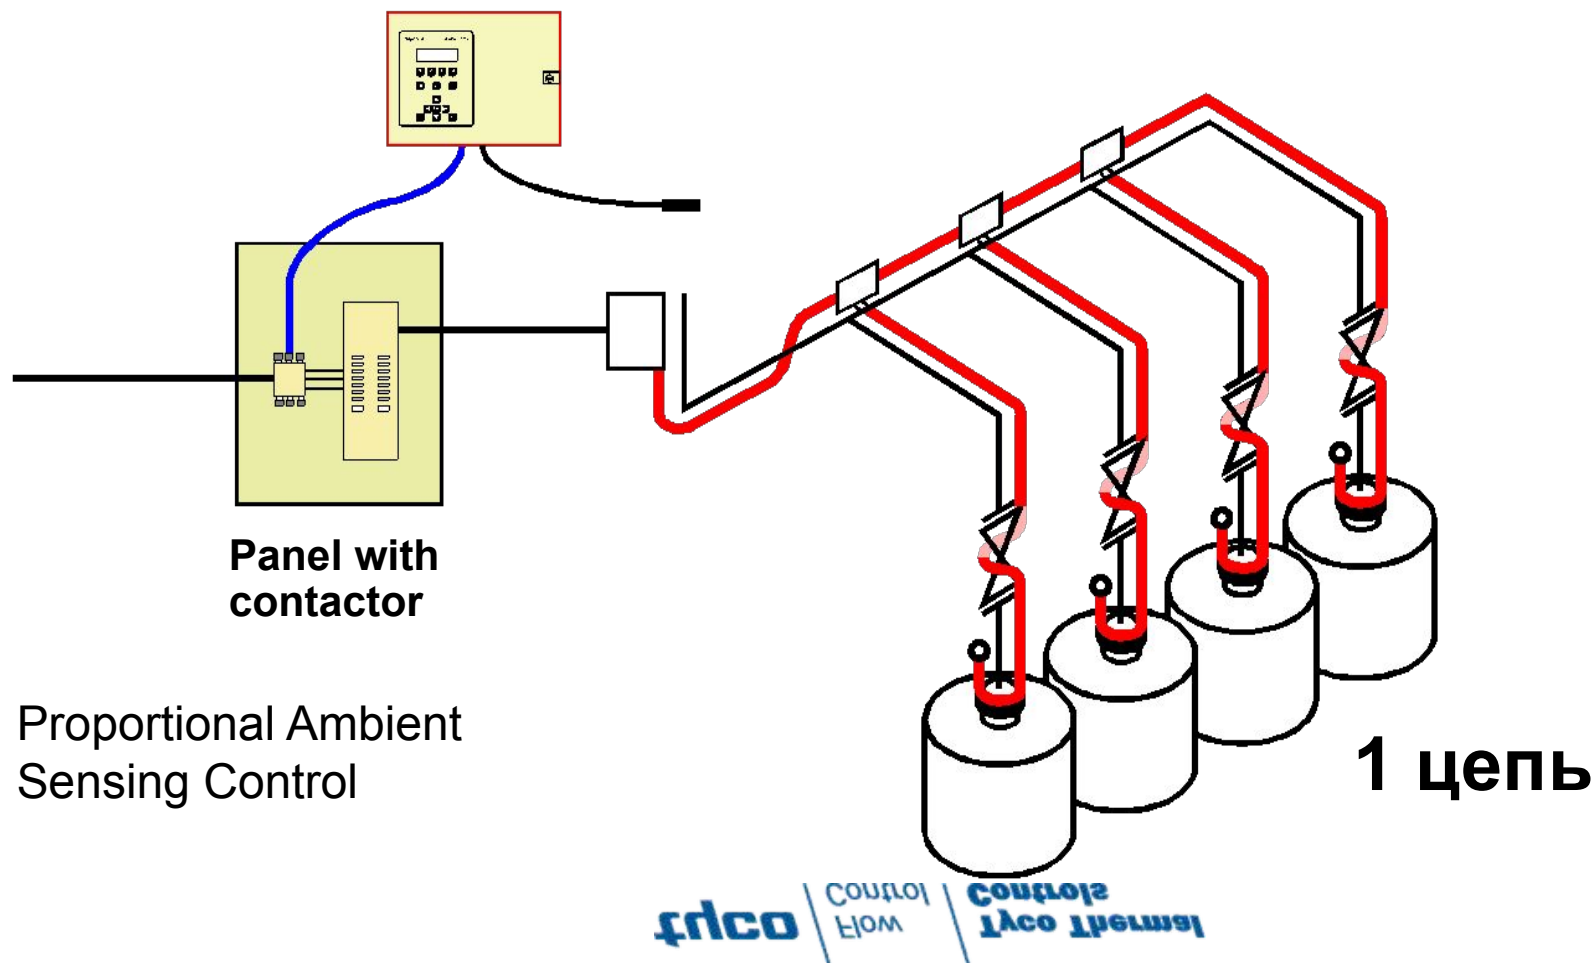 Panel with
contactor
Proportional Ambient
Sensing Control
1 цепь
tyco
Flow
Control
Tyco Thermal
Controls